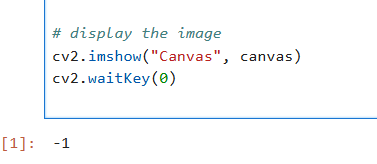 # display the image
cv2.imshow("Canvas", canvas)
cv2.waitKey(0)
[1]: -1